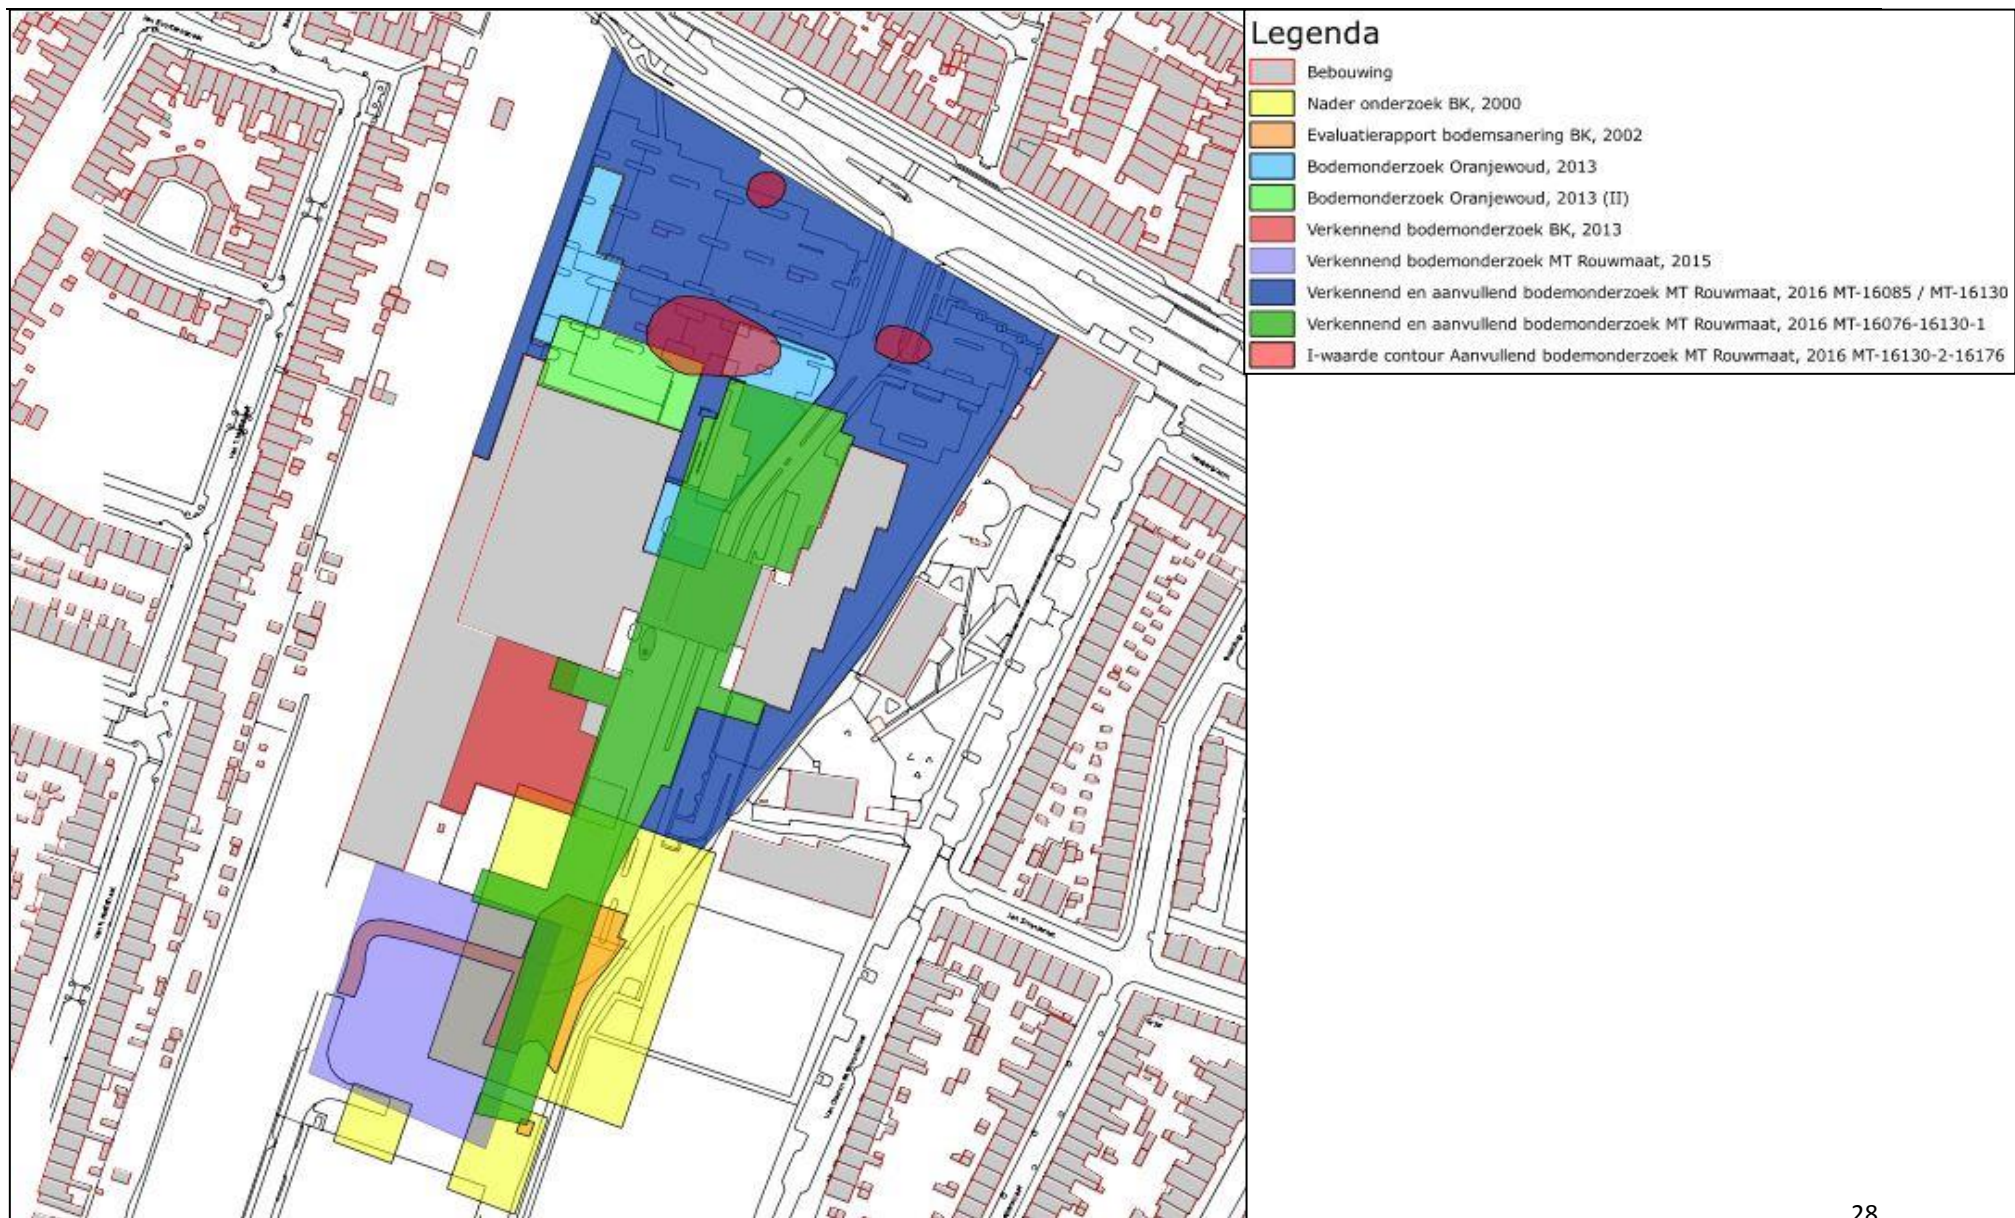 Legenda
Bebouwing
Nader onderzoek BK, 2000
Evaluatierapport bodemsanering BK, 2002
Bodemonderzoek Oranjewoud, 2013
Bodemonderzoek Oranjewoud, 2013 (II)
Verkennend bodemonderzoek BK, 2013
Verkennend bodemonderzoek MT Rouwmaat, 2015
Verkennend en aanvullend bodemonderzoek MT Rouwmaat, 2016 MT-16085 / MT-16130
Verkennend en aanvullend bodemonderzoek MT Rouwmaat, 2016 MT-16076-16130-1
I-waarde contour Aanvullend bodemonderzoek MT Rouwmaat, 2016 MT-16130-2-16176
28